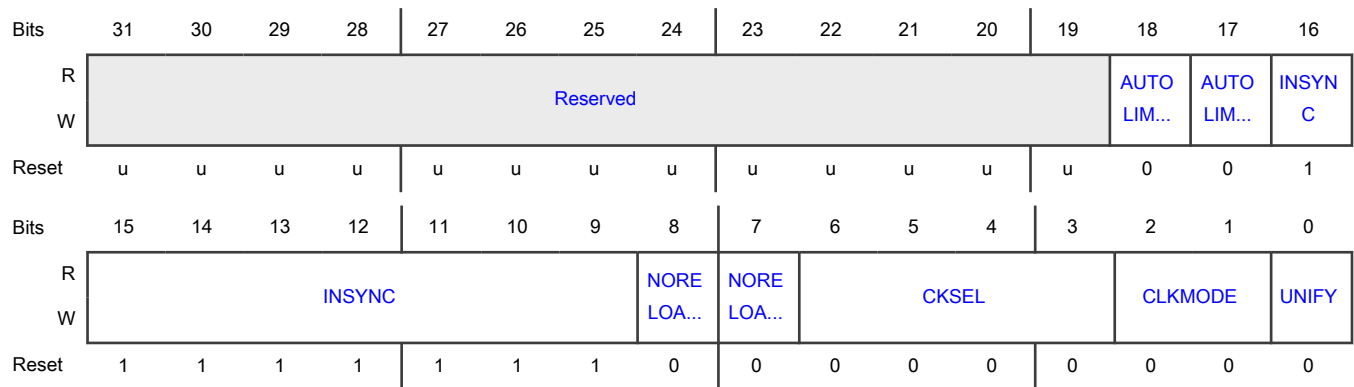 Bits 31 30 29 28 27 26 25 24 23 22 21 20 19 18 17 16
R Reserved AUTO AUTO INSYN
W LIM... LIM... C
Reset u u u u u u u u u u u u u 0 0 1
Bits 15 14 13 12 11 10 9 8 7 6 5 4 3 2 1 0
R INSYNC NORE NORE CKSEL CLKMODE UNIFY
W LOA... LOA...
Reset 1 1 1 1 1 1 1 0 0 0 0 0 0 0 0 0